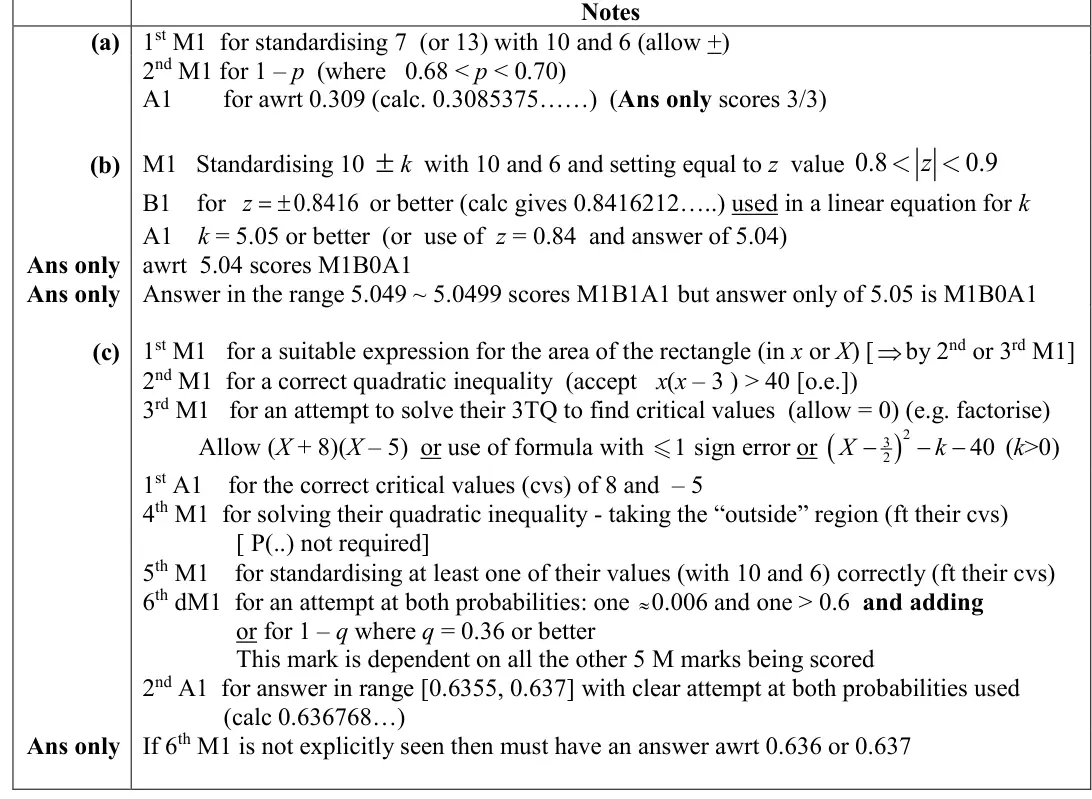 Notes
(a) 1st M1 for standardising 7 (or 13) with 10 and 6 (allow ±)
2nd M1 for 1 – p (where 0.68 < p < 0.70)
A1 for awrt 0.309 (calc. 0.3085375……) (Ans only scores 3/3)
(b) M1 Standardising 10 ± k with 10 and 6 and setting equal to z value 0.8 < |z| < 0.9
B1 for z = ±0.8416 or better (calc gives 0.8416212…..) used in a linear equation for k
A1 k = 5.05 or better (or use of z = 0.84 and answer of 5.04)
Ans only awrt 5.04 scores M1B0A1
Ans only Answer in the range 5.049 ~ 5.0499 scores M1B1A1 but answer only of 5.05 is M1B0A1
(c) 1st M1 for a suitable expression for the area of the rectangle (in x or X) [ ⇒ by 2nd or 3rd M1]
2nd M1 for a correct quadratic inequality (accept x(x – 3 ) > 40 [o.e.])
3rd M1 for an attempt to solve their 3TQ to find critical values (allow = 0) (e.g. factorise)
Allow (X + 8)(X – 5) or use of formula with ⩽1 sign error or (X – 3/2)² – k – 40 (k>0)
1st A1 for the correct critical values (cvs) of 8 and – 5
4th M1 for solving their quadratic inequality - taking the “outside” region (ft their cvs)
[ P(..) not required]
5th M1 for standardising at least one of their values (with 10 and 6) correctly (ft their cvs)
6th dM1 for an attempt at both probabilities: one ≈0.006 and one > 0.6 and adding
or for 1 – q where q = 0.36 or better
This mark is dependent on all the other 5 M marks being scored
2nd A1 for answer in range [0.6355, 0.637] with clear attempt at both probabilities used
(calc 0.636768…)
Ans only If 6th M1 is not explicitly seen then must have an answer awrt 0.636 or 0.637